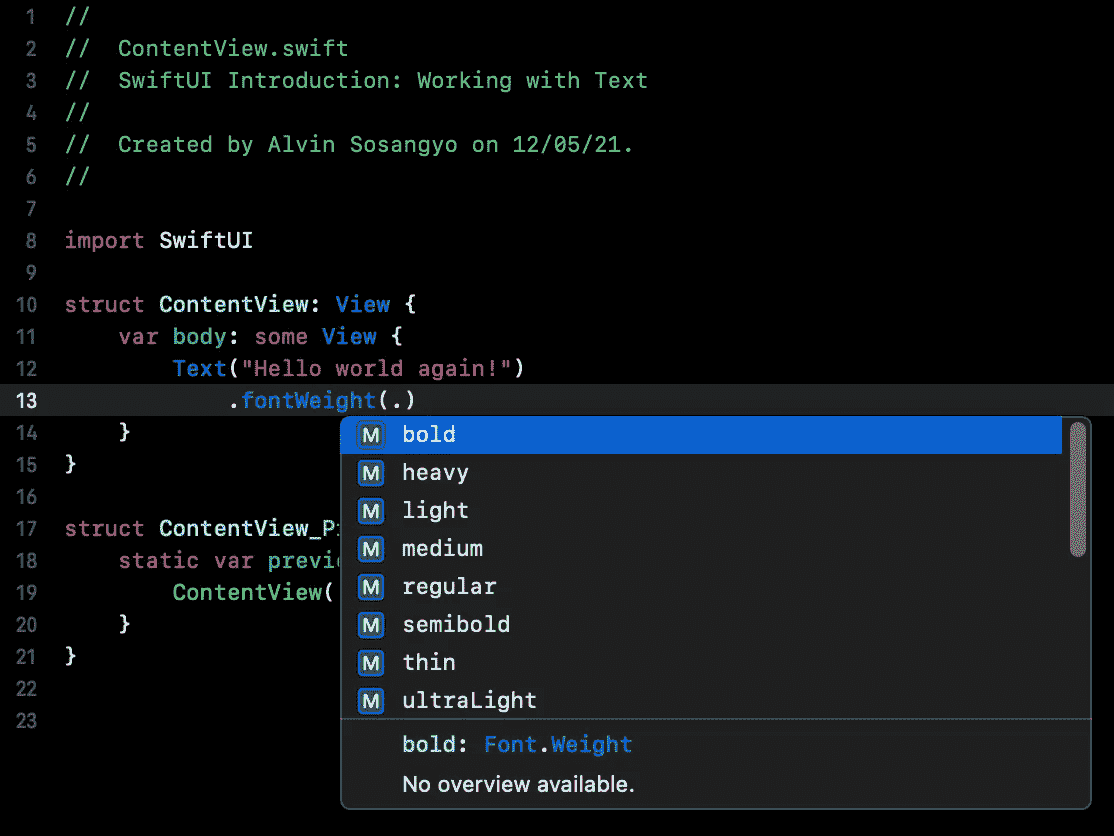 1 //
2 //  ContentView.swift
3 //  SwiftUI Introduction: Working with Text
4 //
5 //  Created by Alvin Sosangyo on 12/05/21.
6 //
7
8 import SwiftUI
9
10 struct ContentView: View {
11     var body: some View {
12         Text("Hello world again!")
13             .fontWeight(.)
14     }
15 }
16
17 struct ContentView_P
18     static var previ
19         ContentView(
20     }
21 }
22
23
M bold
M heavy
M light
M medium
M regular
M semibold
M thin
M ultraLight
bold: Font.Weight
No overview available.